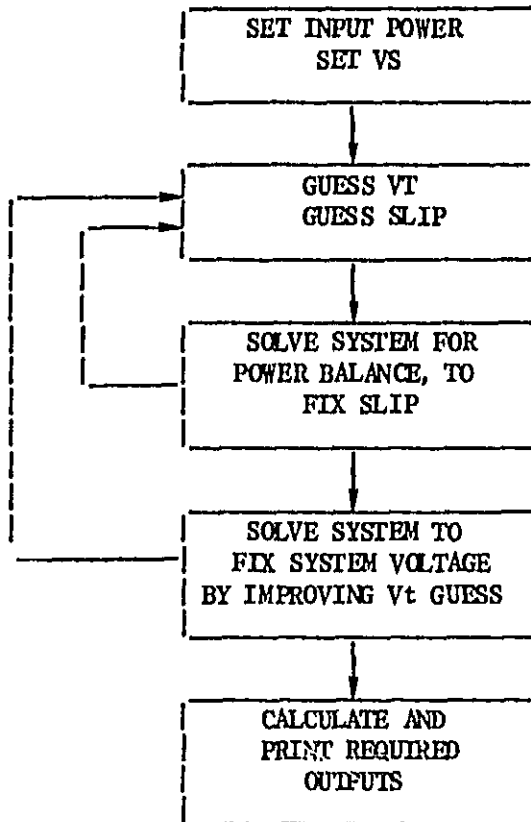 SET INPUT POWER
SET VS
GUESS VT
GUESS SLIP
SOLVE SYSTEM FOR
POWER BALANCE, TO
FIX SLIP
SOLVE SYSTEM TO
FIX SYSTEM VOLTAGE
BY IMPROVING Vt GUESS
CALCULATE AND
PRINT REQUIRED
OUTPUTS